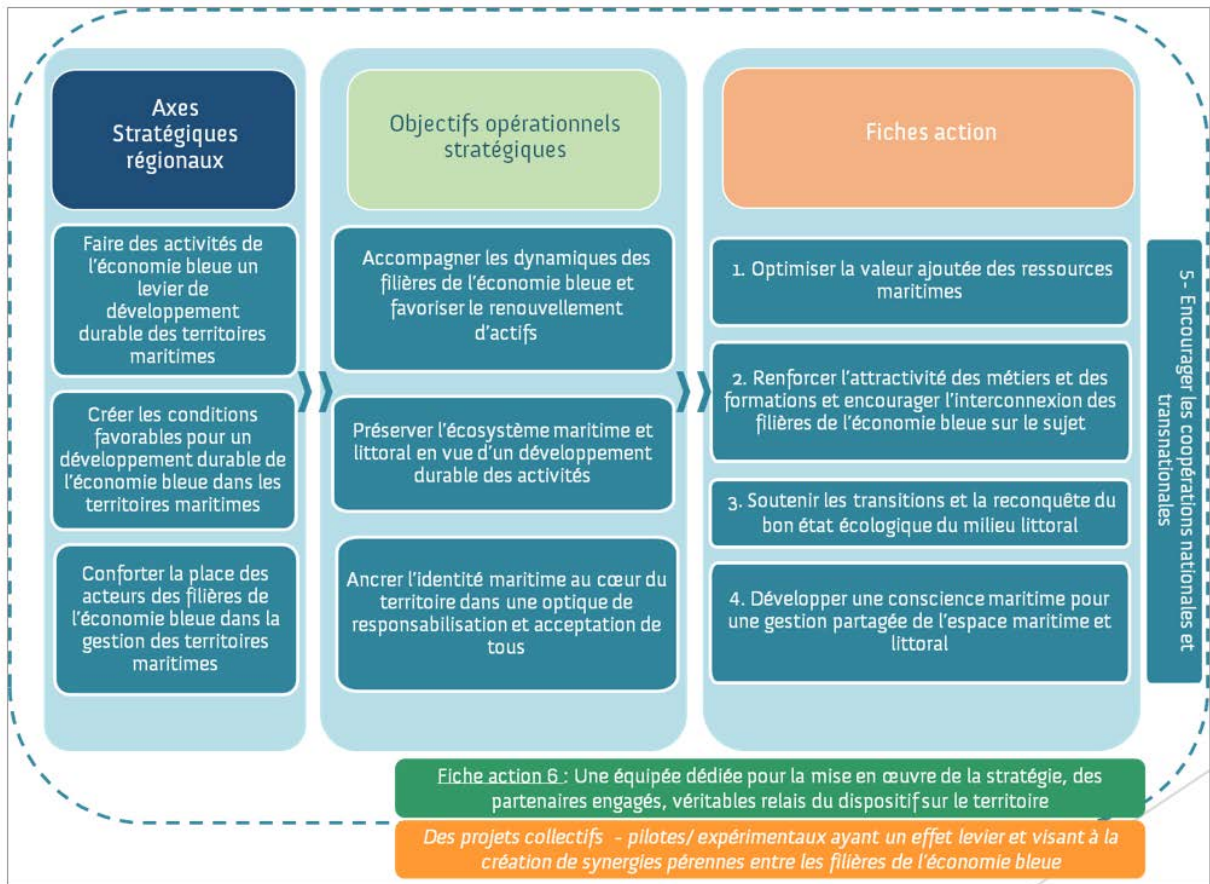 Axes
Stratégiques
régionaux
Faire des activités de
l'économie bleue un
levier de
développement
durable des territoires
maritimes
Créer les conditions
favorables pour un
développement durable de
l'économie bleue dans les
territoires maritimes
Conforter la place des
acteurs des filières de
l'économie bleue dans la
gestion des territoires
maritimes
Objectifs opérationnels
stratégiques
Accompagner les dynamiques des
filières de l'économie bleue et
favoriser le renouvellement
d'actifs
Préserver l'écosystème maritime et
littoral en vue d'un développement
durable des activités
Ancrer l'identité maritime au cœur du
territoire dans une optique de
responsabilisation et acceptation de
tous
Fiches action
1. Optimiser la valeur ajoutée des ressources
maritimes
2. Renforcer l'attractivité des métiers et des
formations et encourager l'interconnexion des
filières de l'économie bleue sur le sujet
3. Soutenir les transitions et la reconquête du
bon état écologique du milieu littoral
4. Développer une conscience maritime pour
une gestion partagée de l'espace maritime et
littoral
5- Encourager les coopérations nationales et
transnationales
Fiche action 6 : Une équipée dédiée pour la mise en œuvre de la stratégie, des
partenaires engagés, véritables relais du dispositif sur le territoire
Des projets collectifs - pilotes/ expérimentaux ayant un effet levier et visant à la
création de synergies pérennes entre les filières de l'économie bleue